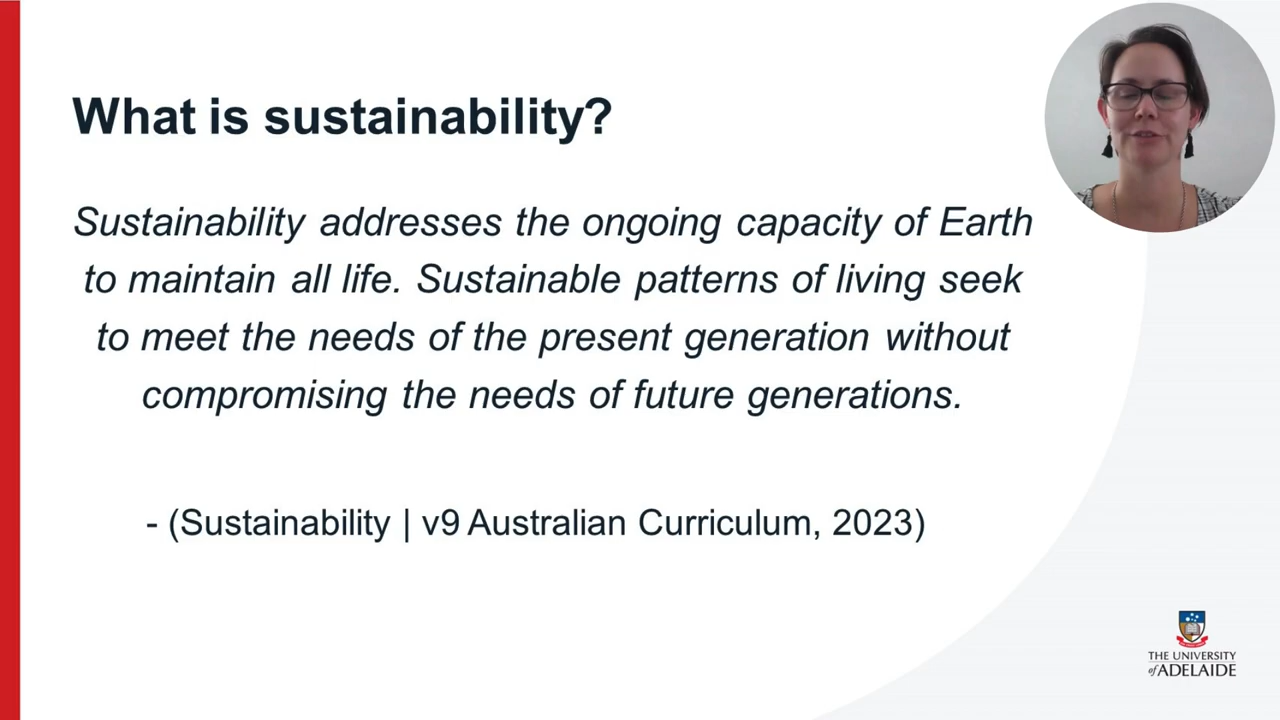 What is sustainability?
Sustainability addresses the ongoing capacity of Earth
to maintain all life. Sustainable patterns of living seek
to meet the needs of the present generation without
compromising the needs of future generations.
- (Sustainability | v9 Australian Curriculum, 2023)
THE UNIVERSITY
of ADELAIDE